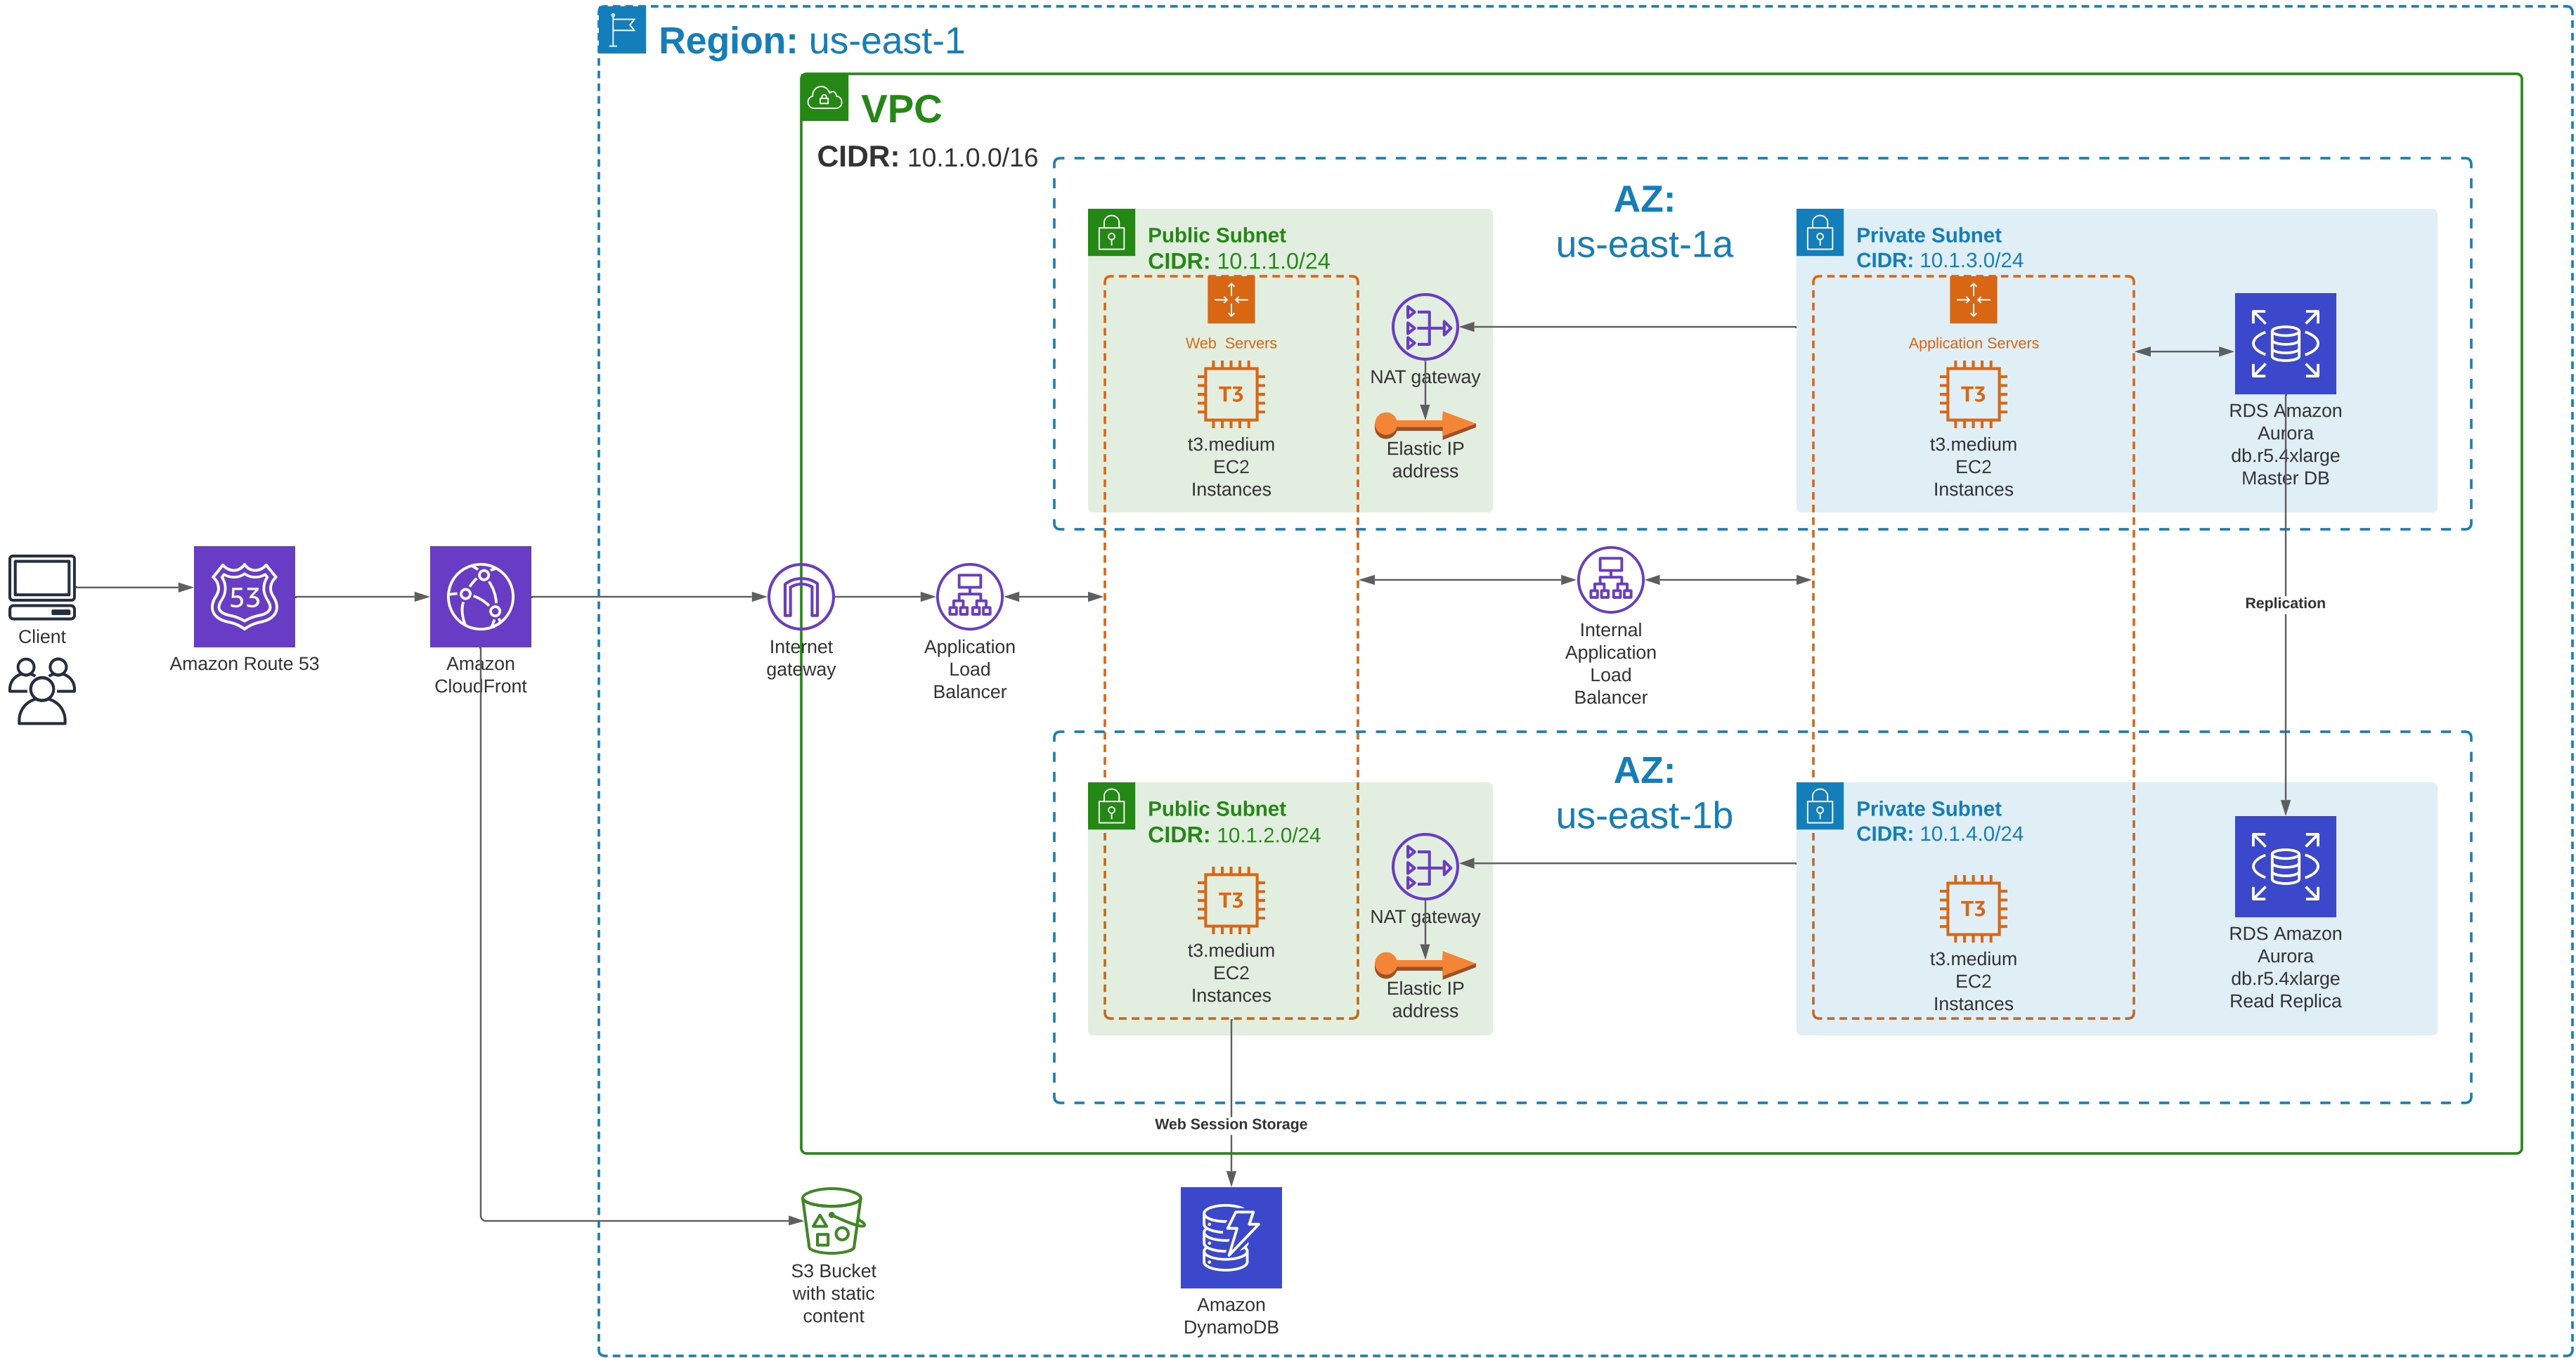 Region: us-east-1
VPC
CIDR: 10.1.0.0/16
AZ:
us-east-1a
Public Subnet
CIDR: 10.1.1.0/24
Web Servers
T3
t3.medium
EC2
Instances
NAT gateway
Elastic IP
address
Private Subnet
CIDR: 10.1.3.0/24
Application Servers
T3
t3.medium
EC2
Instances
RDS Amazon
Aurora
db.r5.4xlarge
Master DB
Client
53
Amazon Route 53
Amazon
CloudFront
Internet
gateway
Application
Load
Balancer
Internal
Application
Load
Balancer
Replication
AZ:
us-east-1b
Public Subnet
CIDR: 10.1.2.0/24
T3
t3.medium
EC2
Instances
NAT gateway
Elastic IP
address
Private Subnet
CIDR: 10.1.4.0/24
T3
t3.medium
EC2
Instances
RDS Amazon
Aurora
db.r5.4xlarge
Read Replica
Web Session Storage
S3 Bucket
with static
content
Amazon
DynamoDB